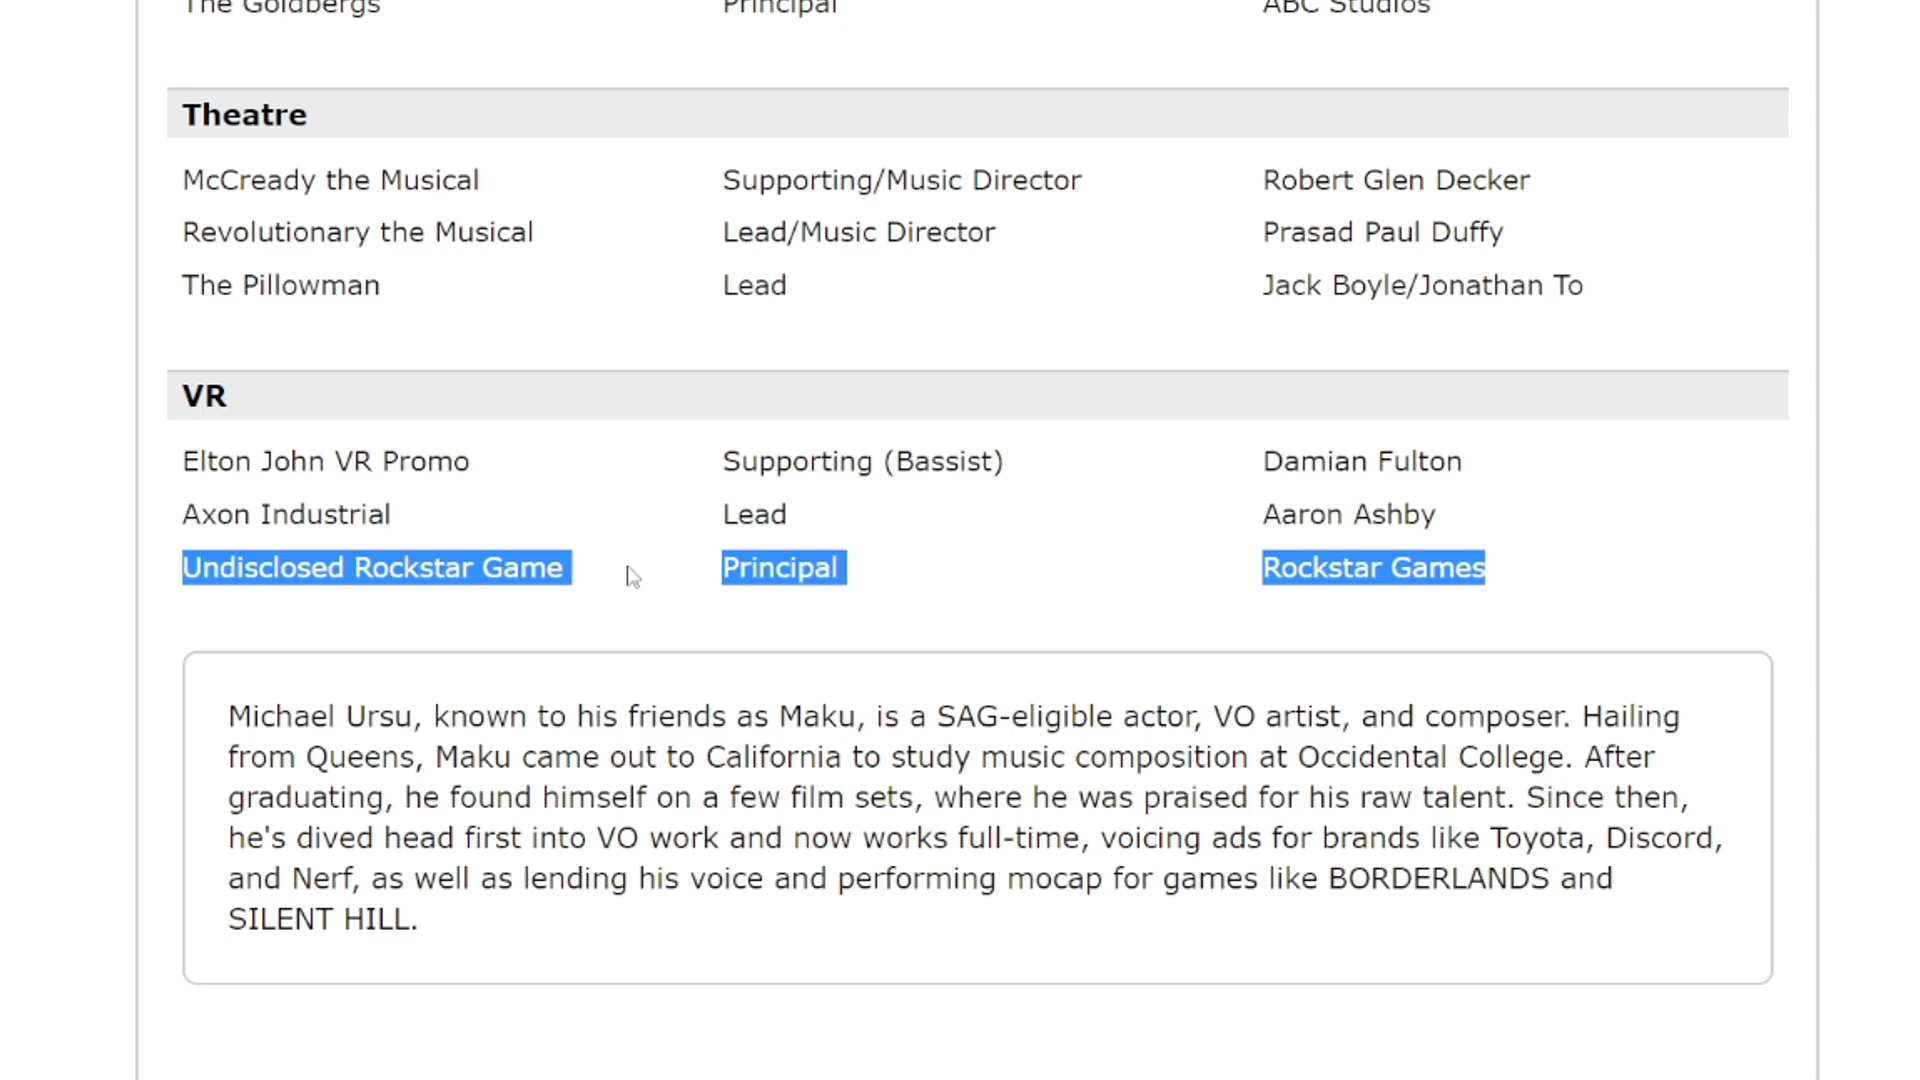 The Goldbergs Principal ABC Studios
Theatre
McCready the Musical Supporting/Music Director Robert Glen Decker
Revolutionary the Musical Lead/Music Director Prasad Paul Duffy
The Pillowman Lead Jack Boyle/Jonathan To
VR
Elton John VR Promo Supporting (Bassist) Damian Fulton
Axon Industrial Lead Aaron Ashby
Undisclosed Rockstar Game Principal Rockstar Games
Michael Ursu, known to his friends as Maku, is a SAG-eligible actor, VO artist, and composer. Hailing
from Queens, Maku came out to California to study music composition at Occidental College. After
graduating, he found himself on a few film sets, where he was praised for his raw talent. Since then,
he's dived head first into VO work and now works full-time, voicing ads for brands like Toyota, Discord,
and Nerf, as well as lending his voice and performing mocap for games like BORDERLANDS and
SILENT HILL.